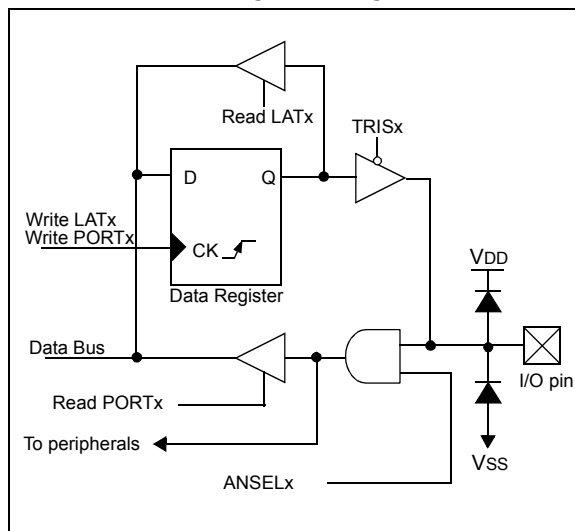 Read LATx
TRISx
D Q
Write LATx
Write PORTx
CK
Data Register
VDD
Data Bus
I/O pin
Read PORTx
To peripherals
VSS
ANSELx